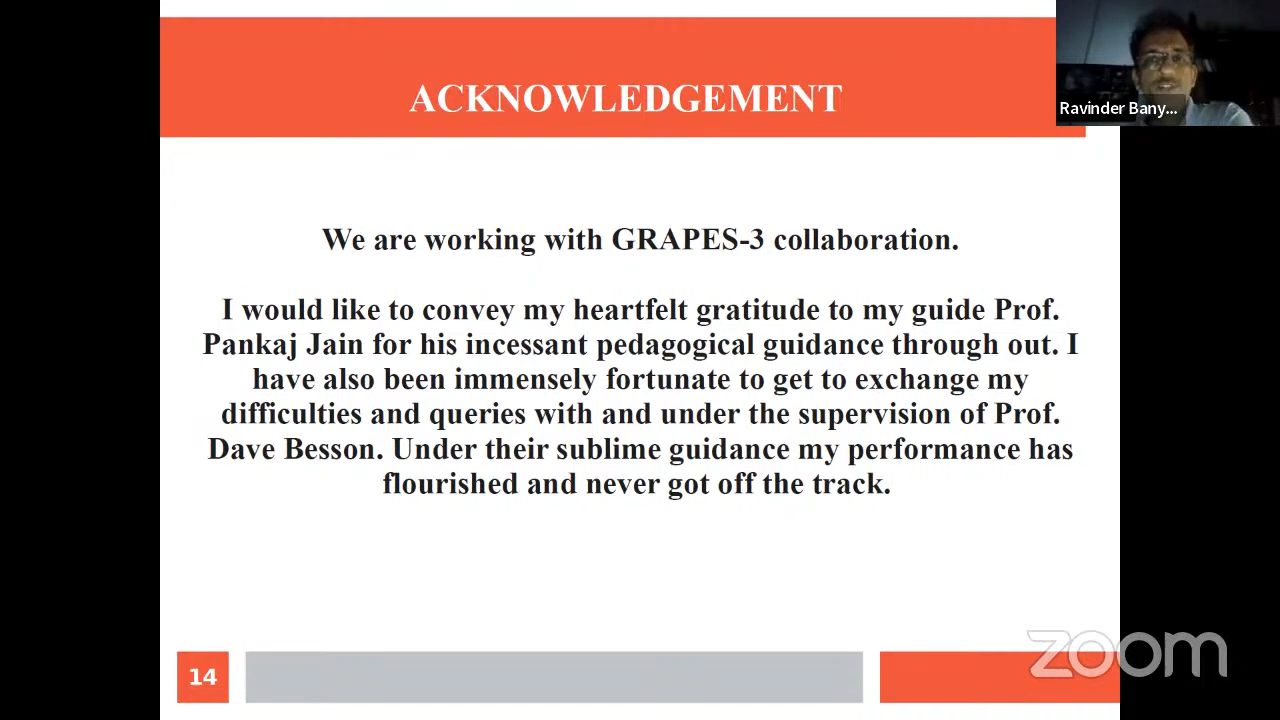 ACKNOWLEDGEMENT
Ravinder Bany...
We are working with GRAPES-3 collaboration.
I would like to convey my heartfelt gratitude to my guide Prof.
Pankaj Jain for his incessant pedagogical guidance through out. I
have also been immensely fortunate to get to exchange my
difficulties and queries with and under the supervision of Prof.
Dave Besson. Under their sublime guidance my performance has
flourished and never got off the track.
14
zoom